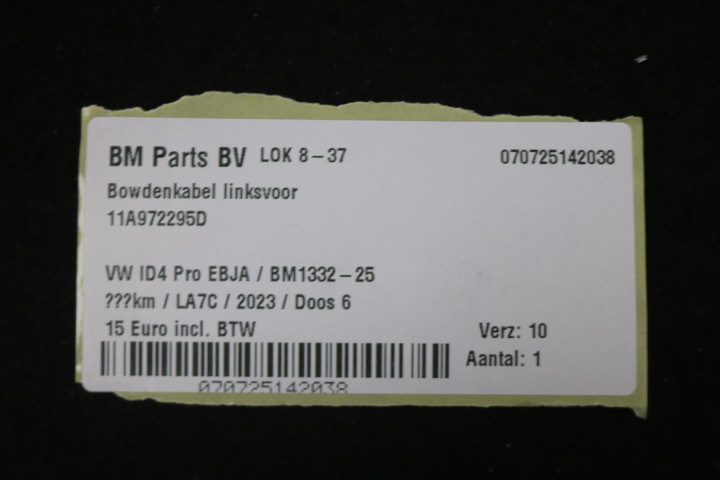 BM Parts BV LOK 8-37 070725142038
Bowdenkabel linksvoor
11A972295D
VW ID4 Pro EBJA / BM1332-25
???km / LA7C / 2023 / Doos 6
15 Euro incl. BTW Verz: 10
Aantal: 1
070725142038